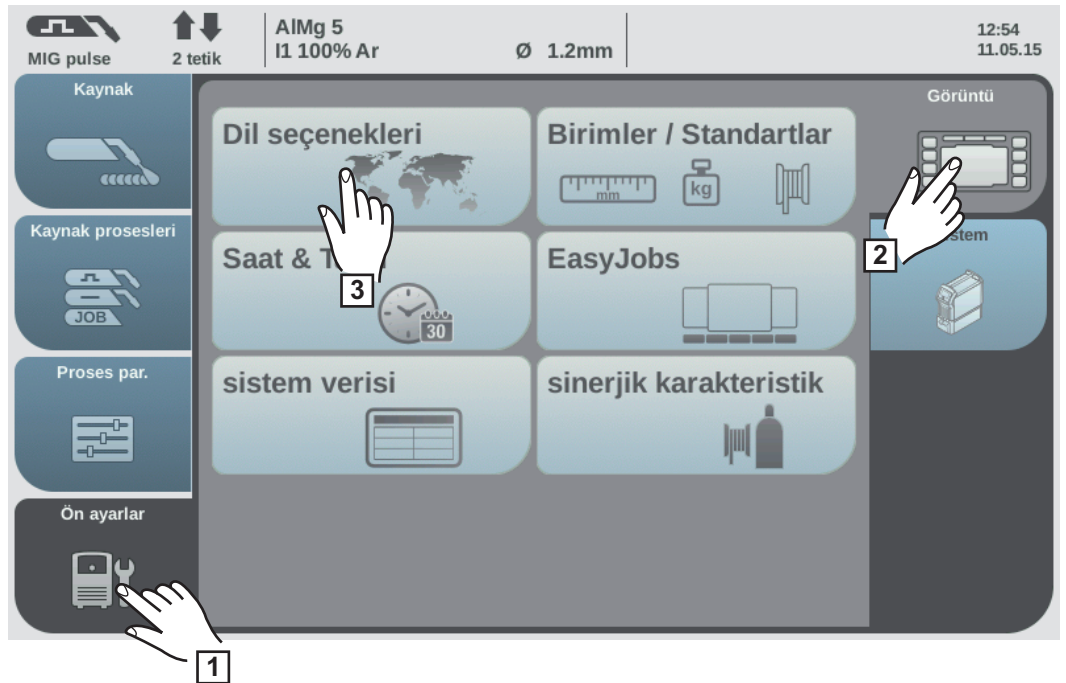 MIG pulse
2 tetik
AlMg 5
I1 100% Ar
Ø 1.2mm
12:54
11.05.15
Kaynak
Kaynak prosesleri
JOB
Proses par.
Ön ayarlar
Dil seçenekleri
Birimler / Standartlar
mm
kg
Saat &
30
EasyJobs
sistem verisi
sinerjik karakteristik
Görüntü
1
2
3